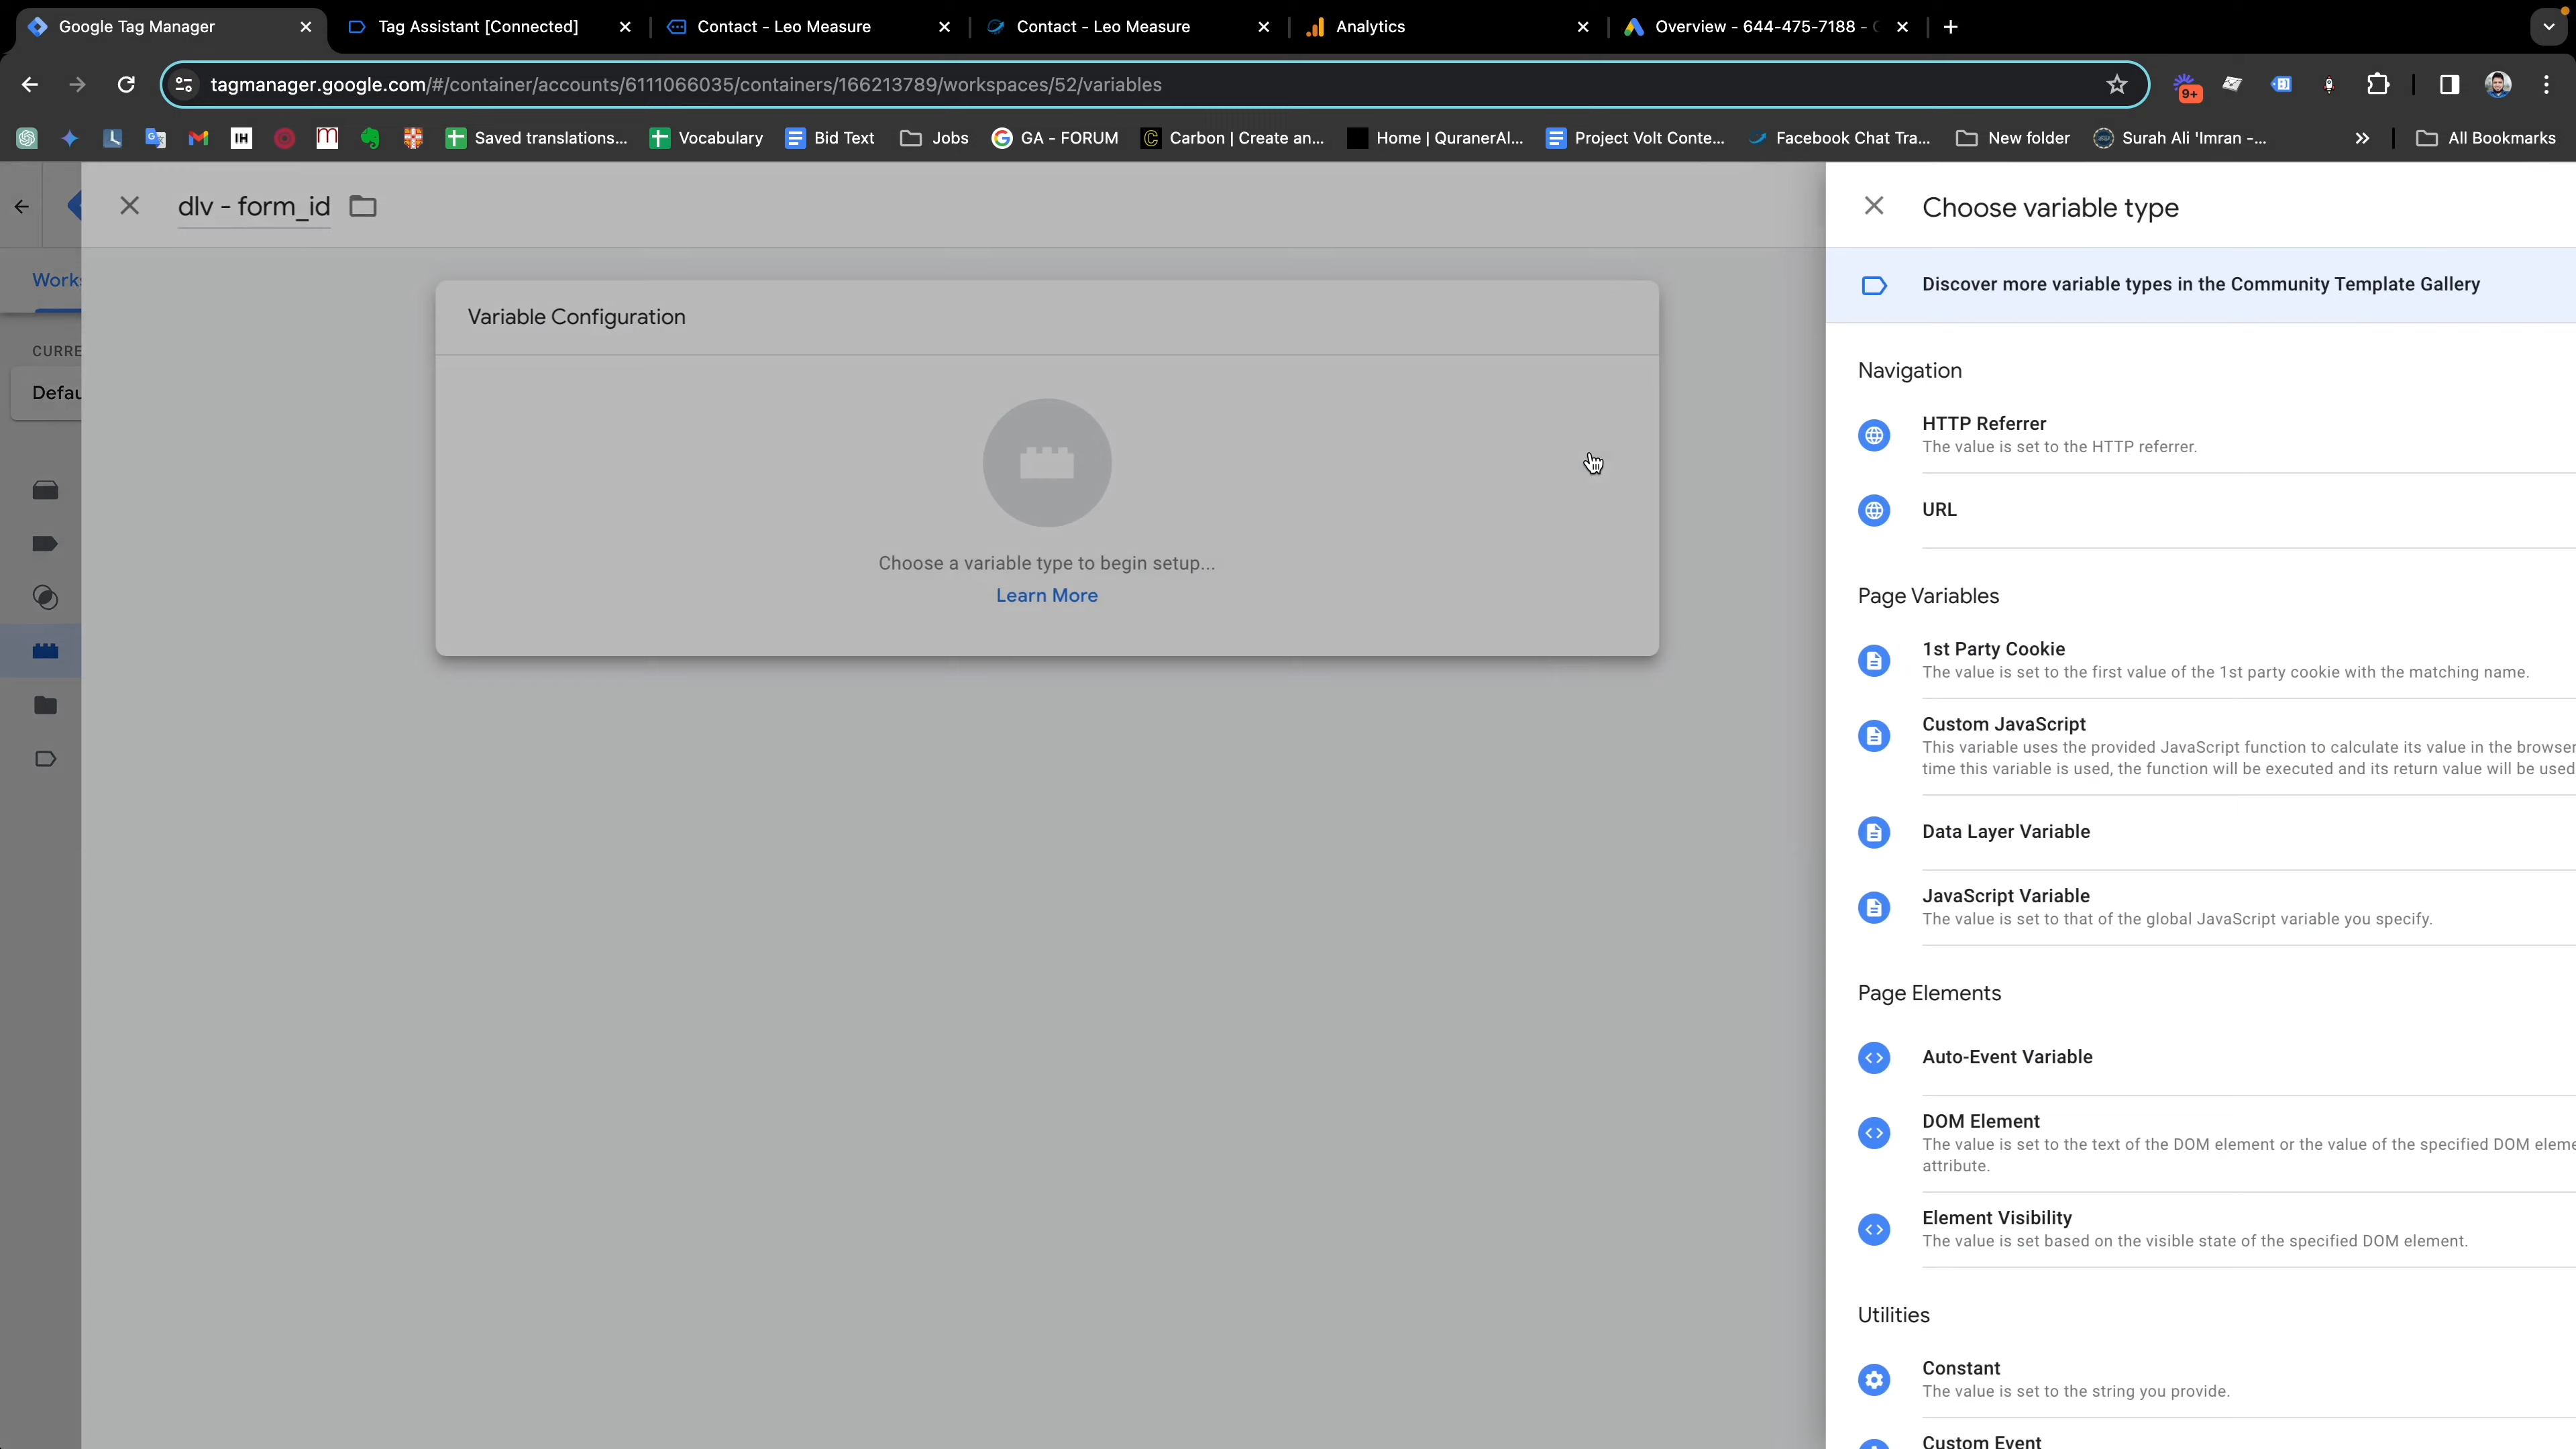 Google Tag Manager
Tag Assistant [Connected]
Contact - Leo Measure
Contact - Leo Measure
Analytics
Overview - 644-475-7188 -
tagmanager.google.com/#/container/accounts/6111066035/containers/166213789/workspaces/52/variables
9+
IH
Saved translations...
Vocabulary
Bid Text
Jobs
GA - FORUM
Carbon | Create an...
Home | QuranerAl...
Project Volt Conte...
Facebook Chat Tra...
New folder
Surah Ali 'Imran -...
All Bookmarks
dlv - form_id
Works
CURRE
Defau
Variable Configuration
Choose a variable type to begin setup...
Learn More
Choose variable type
Discover more variable types in the Community Template Gallery
Navigation
HTTP Referrer
The value is set to the HTTP referrer.
URL
Page Variables
1st Party Cookie
The value is set to the first value of the 1st party cookie with the matching name.
Custom JavaScript
This variable uses the provided JavaScript function to calculate its value in the browser
time this variable is used, the function will be executed and its return value will be used
Data Layer Variable
JavaScript Variable
The value is set to that of the global JavaScript variable you specify.
Page Elements
Auto-Event Variable
DOM Element
The value is set to the text of the DOM element or the value of the specified DOM eleme
attribute.
Element Visibility
The value is set based on the visible state of the specified DOM element.
Utilities
Constant
The value is set to the string you provide.
Custom Event